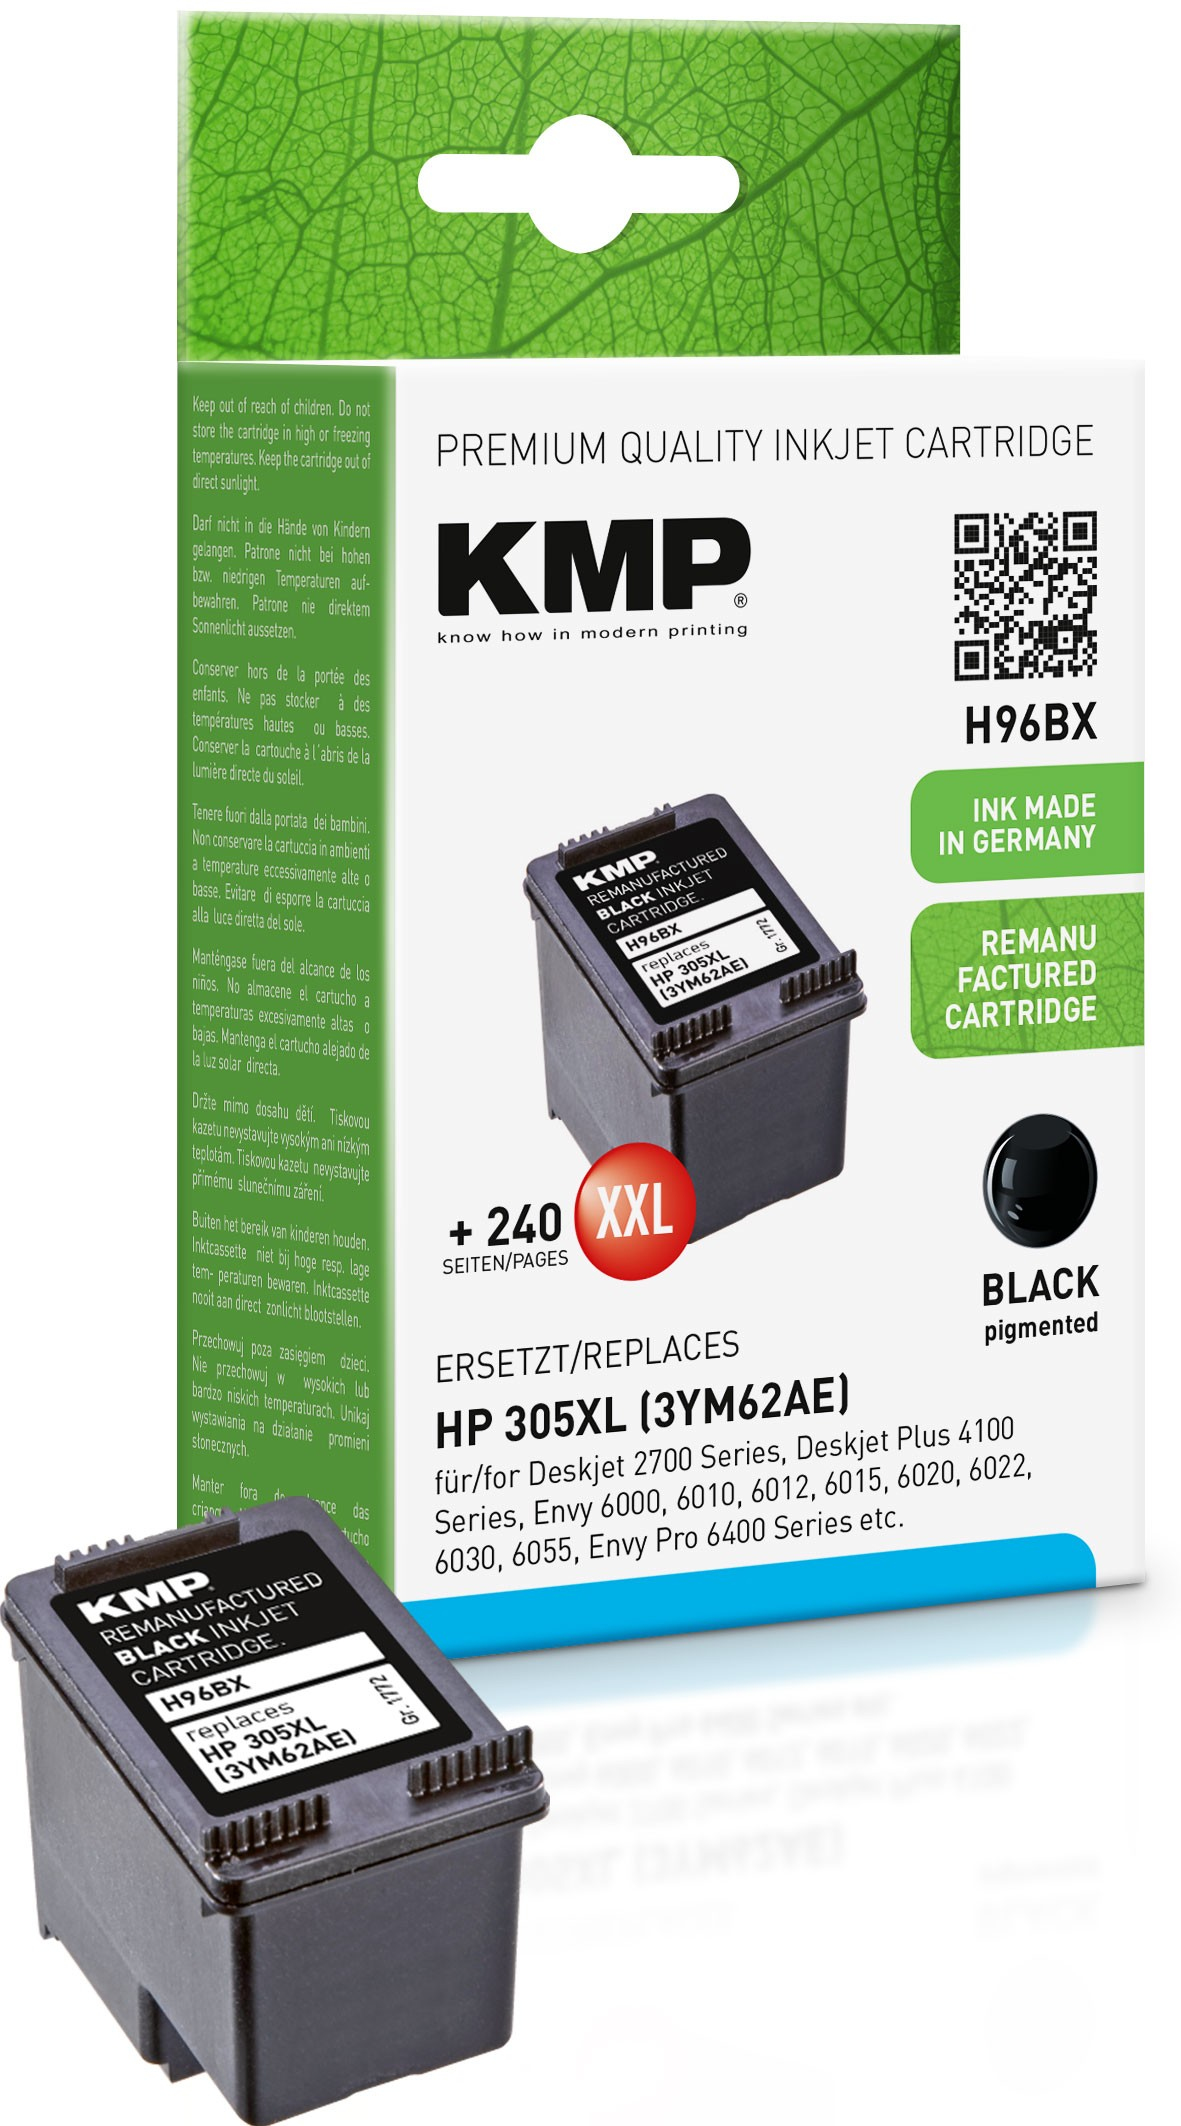 Keep out of reach of children. Do not
store the cartridge in high or freezing
temperatures. Keep the cartridge out of
direct sunlight.
Darf nicht in die Hände von Kindern
gelangen. Patrone nicht bei hohen
bzw. niedrigen Temperaturen auf-
bewahren. Patrone nie direktem
Sonnenlicht aussetzen.
Conserver hors de la portée des
enfants. Ne pas stocker à des
températures hautes ou basses.
Conserver la cartouche à l´abris de la
lumière directe du soleil.
Tenere fuori dalla portata dei bambini.
Non conservare la cartuccia in ambienti
a temperature eccessivamente alte o
basse. Evitare di esporre la cartuccia
alla luce diretta del sole.
Manténgase fuera del alcance de los
niños. No almacene el cartucho a
temperaturas excesivamente altas o
bajas. Mantenga el cartucho alejado de
la luz solar directa.
Držte mimo dosahu dětí. Tiskovou
kazetu nevystavujte vysokým ani nízkým
teplotám. Tiskovou kazetu nevystavujte
přímému slunečnímu záření.
Buiten het bereik van kinderen houden.
Inktcassette niet bij hoge resp. lage
tem- peraturen bewaren. Inktcassette
nooit aan direct zonlicht blootstellen.
Przechowuj poza zasięgiem dzieci.
Nie przechowuj w wysokich lub
bardzo niskich temperaturach. Unikaj
wystawiania na działanie promieni
słonecznych.
Manter fora das
PREMIUM QUALITY INKJET CARTRIDGE
KMP®
know how in modern printing
H96BX
INK MADE
IN GERMANY
REMANU
FACTURED
CARTRIDGE
KMP
REMANUFACTURED
BLACK INKJET
CARTRIDGE.
H96BX
replaces
HP 305XL
(3YM62AE)
Gr. 1772
+ 240
SEITEN/PAGES
XXL
BLACK
pigmented
ERSETZT/REPLACES
HP 305XL (3YM62AE)
für/for Deskjet 2700 Series, Deskjet Plus 4100
Series, Envy 6000, 6010, 6012, 6015, 6020, 6022,
6030, 6055, Envy Pro 6400 Series etc.
KMP
REMANUFACTURED
BLACK INKJET
CARTRIDGE.
H96BX
replaces
HP 305XL
(3YM62AE)
Gr. 1772